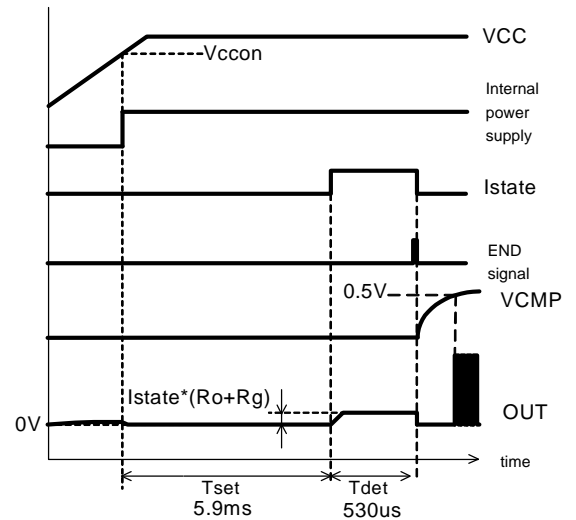 VCC
Vccon
Internal
power
supply
Istate
END
signal
0.5V
VCMP
Istate*(Ro+Rg)
OUT
0V
time
Tset
5.9ms
Tdet
530us